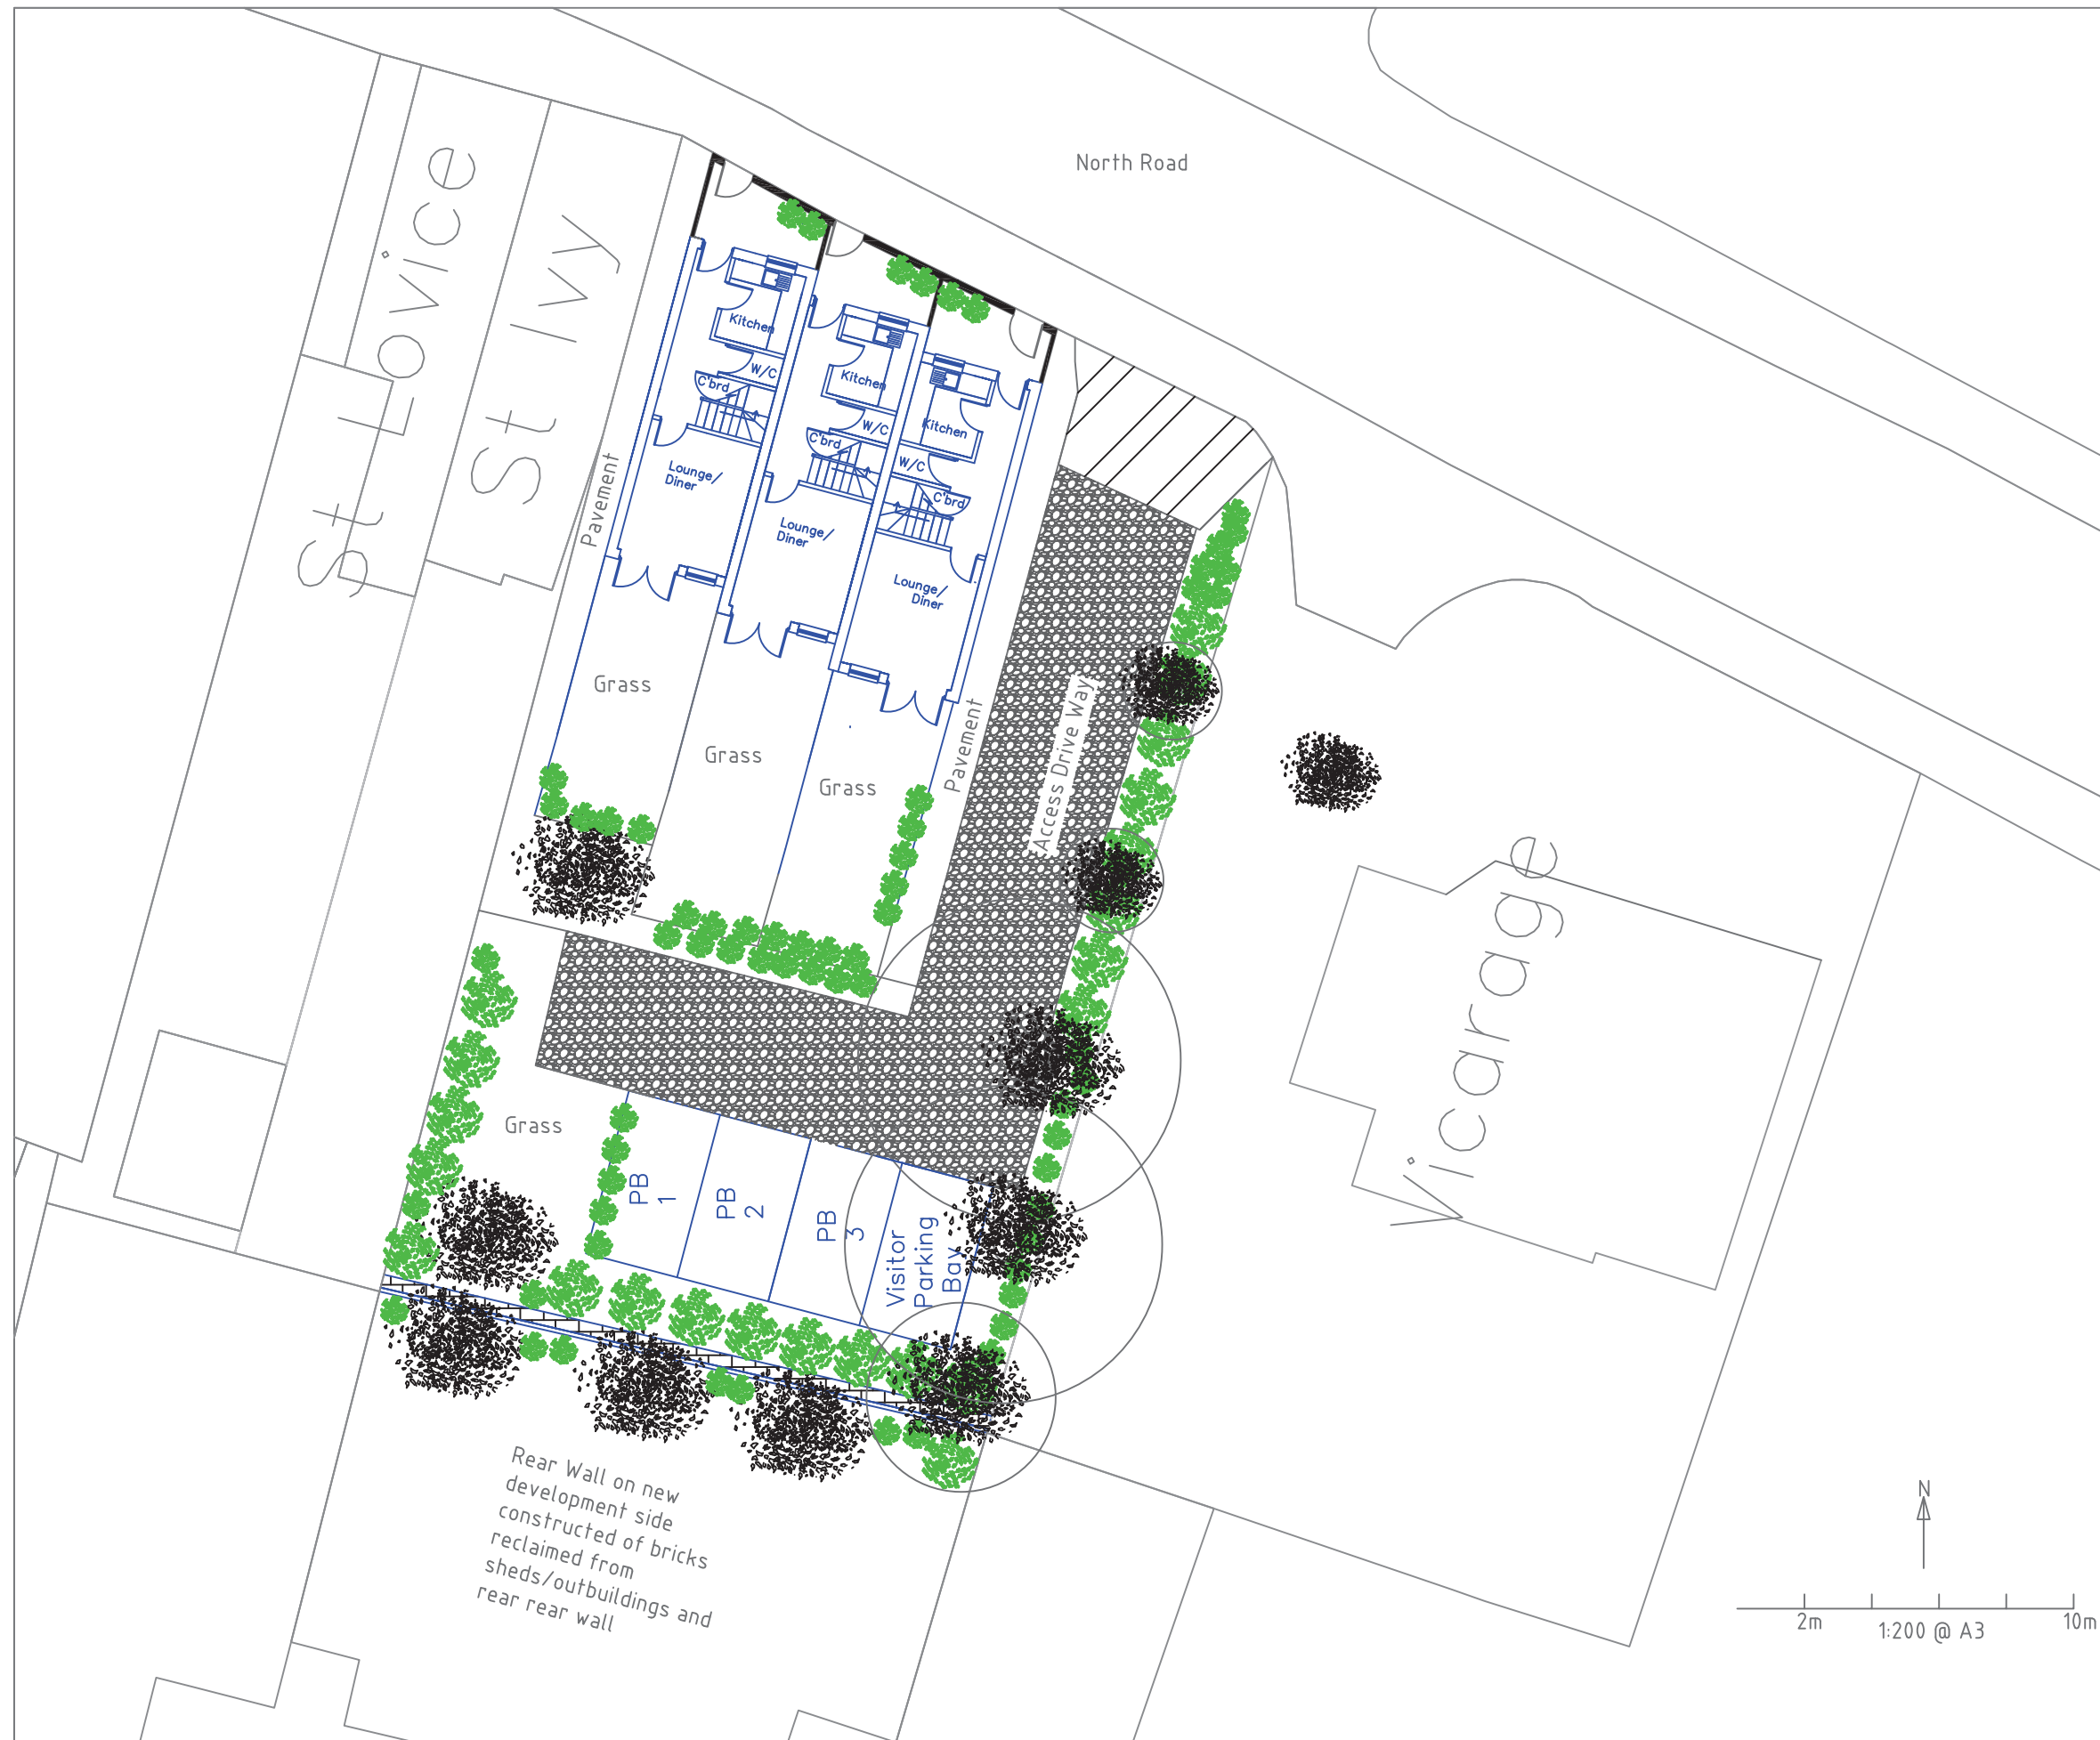 North Road
St Lovice
St Ivy
Kitchen
W/C
C'brd
Lounge/
Diner
Kitchen
W/C
C'brd
Lounge/
Diner
Kitchen
W/C
C'brd
Lounge/
Diner
Pavement
Pavement
Access Drive Way
Grass
Grass
Grass
Vicarage
Grass
PB
1
PB
2
PB
3
Visitor
Parking
Bay
Rear Wall on new
development side
constructed of bricks
reclaimed from
sheds/outbuildings and
rear rear wall
N
2m
10m
1:200 @ A3